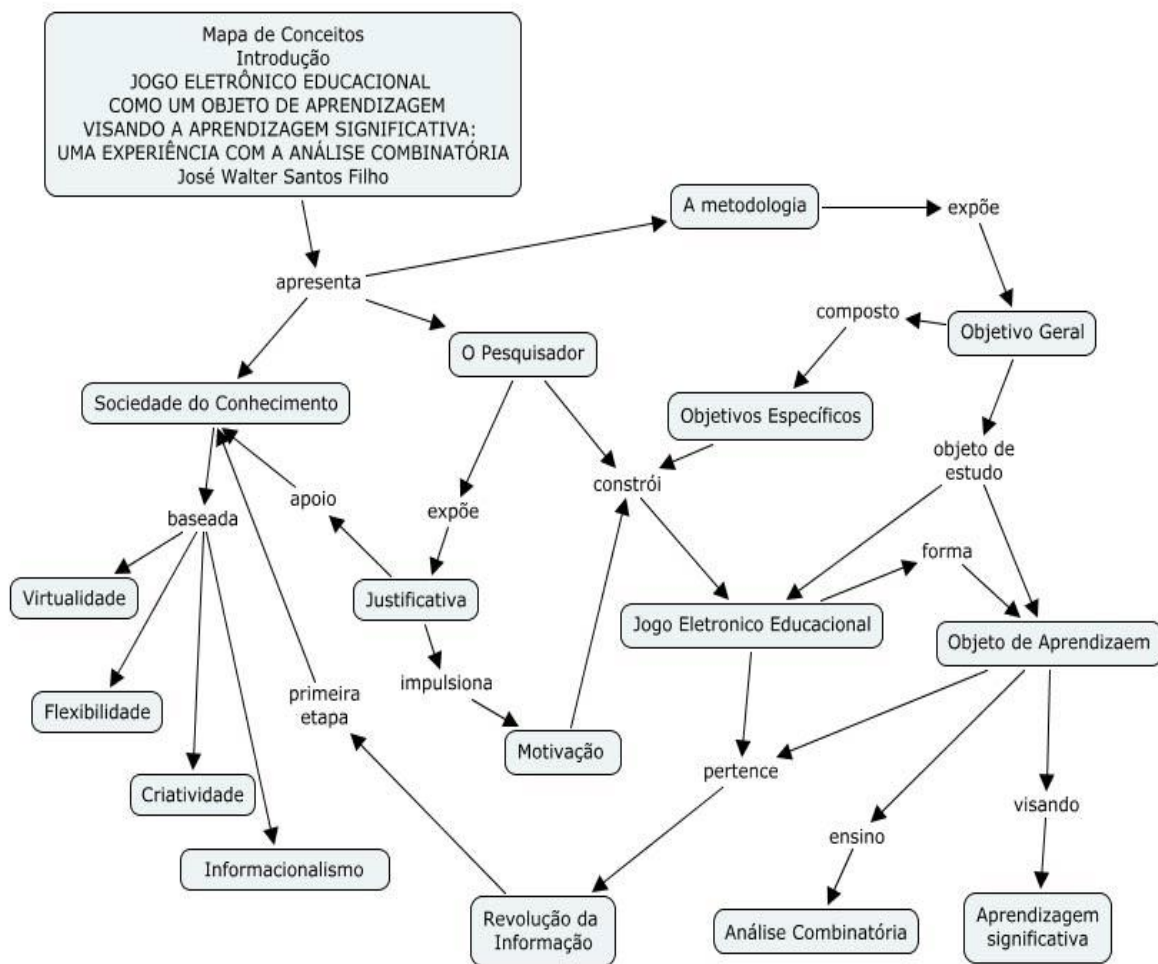 Mapa de Conceitos
Introdução
JOGO ELETRÔNICO EDUCACIONAL
COMO UM OBJETO DE APRENDIZAGEM
VISANDO A APRENDIZAGEM SIGNIFICATIVA:
UMA EXPERIÊNCIA COM A ANÁLISE COMBINATÓRIA
José Walter Santos Filho
A metodologia
expõe
apresenta
composto
Objetivo Geral
O Pesquisador
Sociedade do Conhecimento
Objetivos Específicos
objeto de
estudo
constrói
apoio
expõe
baseada
forma
Virtualidade
Justificativa
Jogo Eletronico Educacional
Objeto de Aprendizaem
impulsiona
primeira
etapa
Flexibilidade
Motivação
pertence
Criatividade
visando
ensino
Informacionalismo
Revolução da
Informação
Análise Combinatória
Aprendizagem
significativa